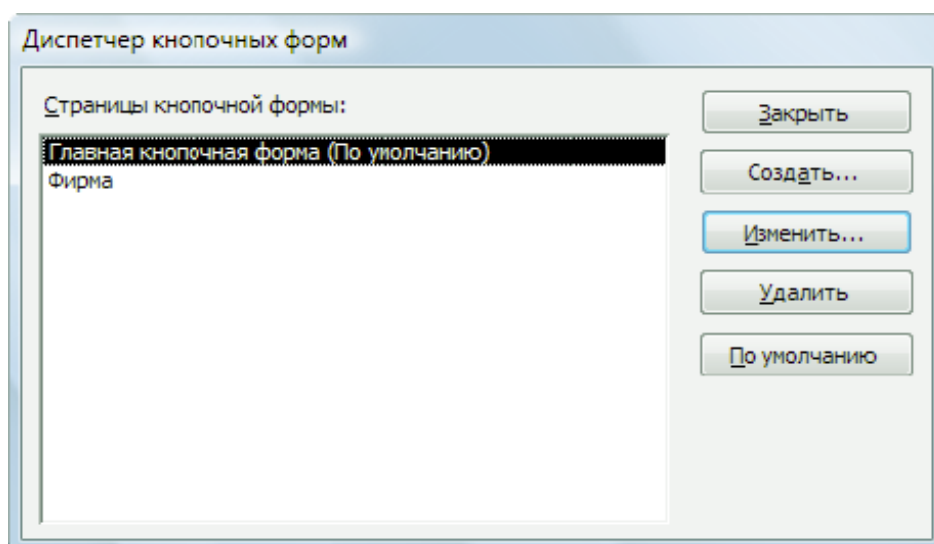 Диспетчер кнопочных форм
Страницы кнопочной формы:
Главная кнопочная форма (По умолчанию)
Фирма
Закрыть
Создать...
Изменить...
Удалить
По умолчанию